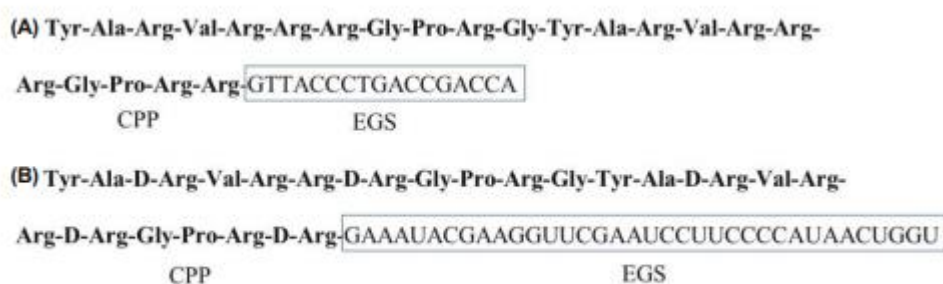 (A) Tyr-Ala-Arg-Val-Arg-Arg-Arg-Gly-Pro-Arg-Gly-Tyr-Ala-Arg-Val-Arg-Arg-
Arg-Gly-Pro-Arg-Arg-GTTACCCTGACCGACCA
CPP EGS
(B) Tyr-Ala-D-Arg-Val-Arg-Arg-D-Arg-Gly-Pro-Arg-Gly-Tyr-Ala-D-Arg-Val-Arg-
Arg-D-Arg-Gly-Pro-Arg-D-Arg-GAAAUACGAAGGUUCGAAUCCUUCCCCAUAACUGGU
CPP EGS